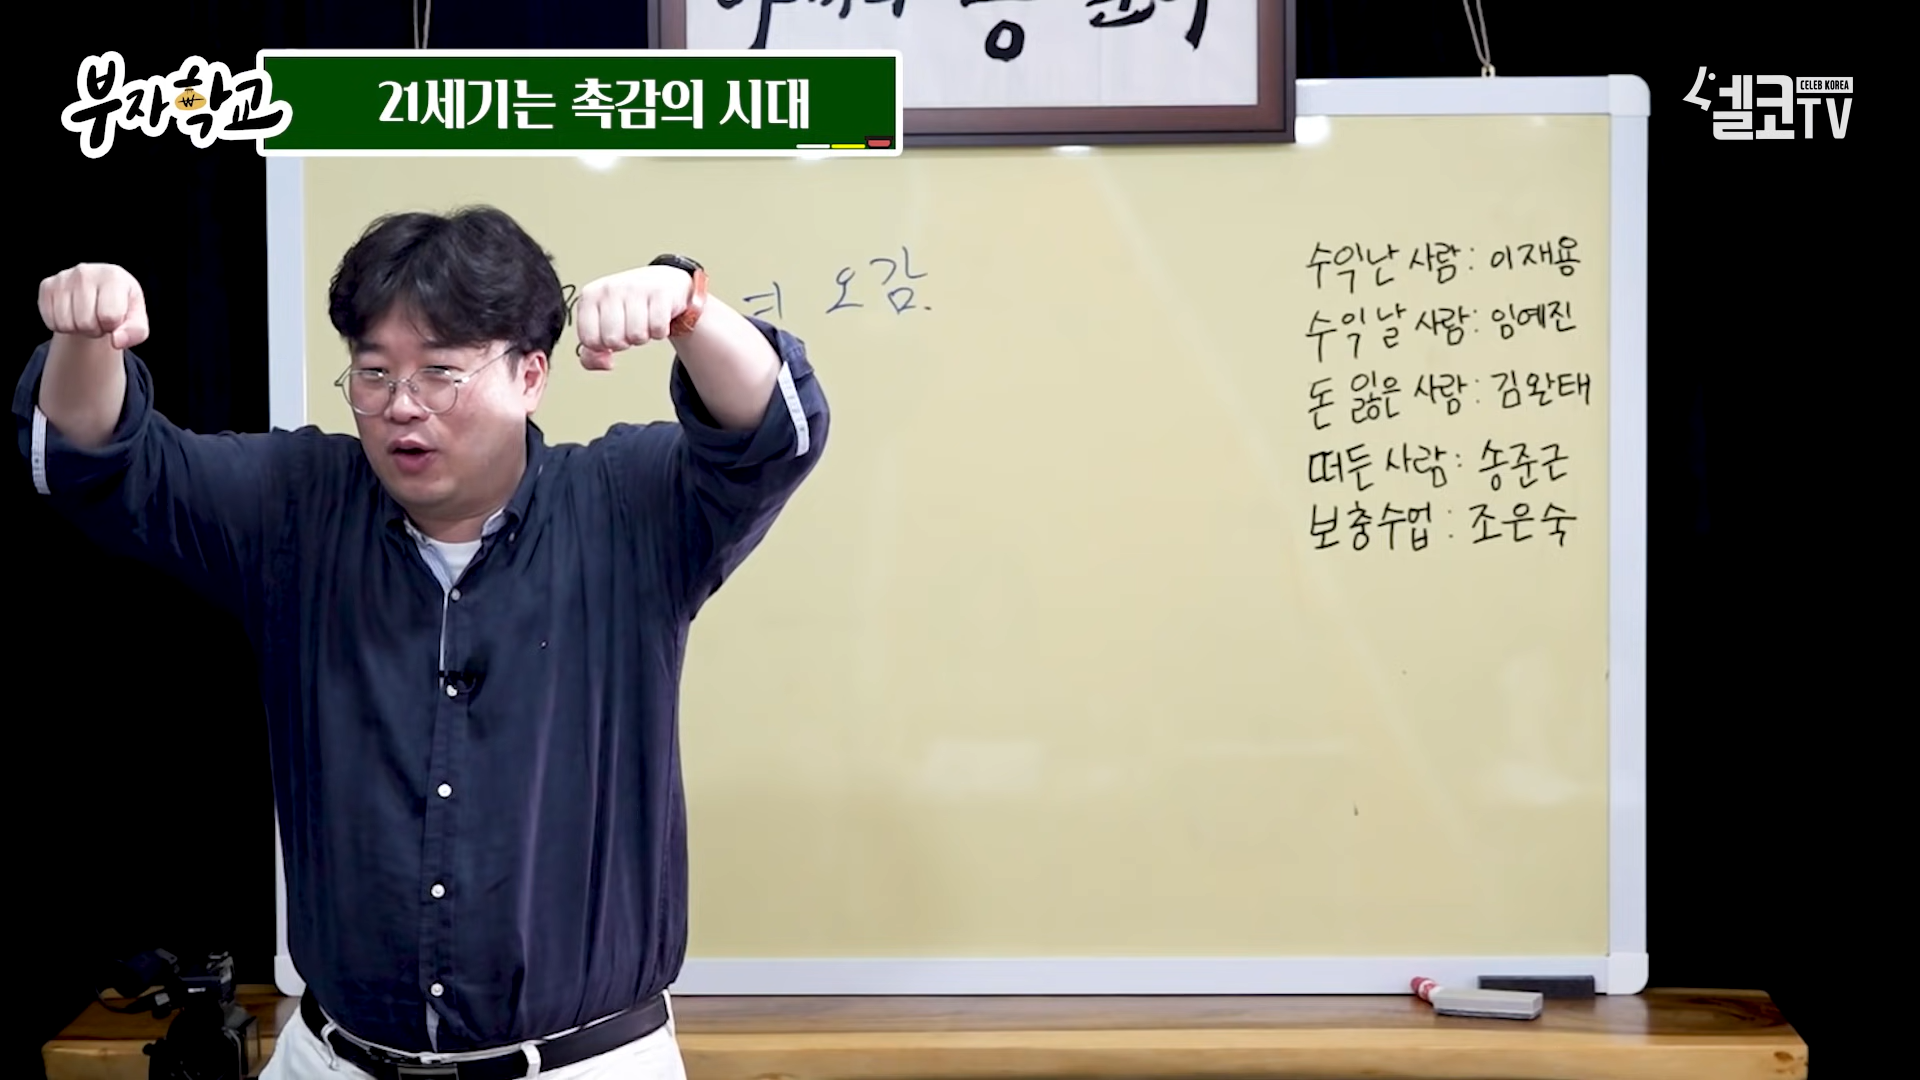 부자학교
21세기는 촉감의 시대
CELEB KOREA
셀코TV
오감.
수익난 사람: 이재용
수익날 사람: 임예진
돈 잃은 사람: 김완태
떠든 사람: 송준근
보충수업: 조은숙